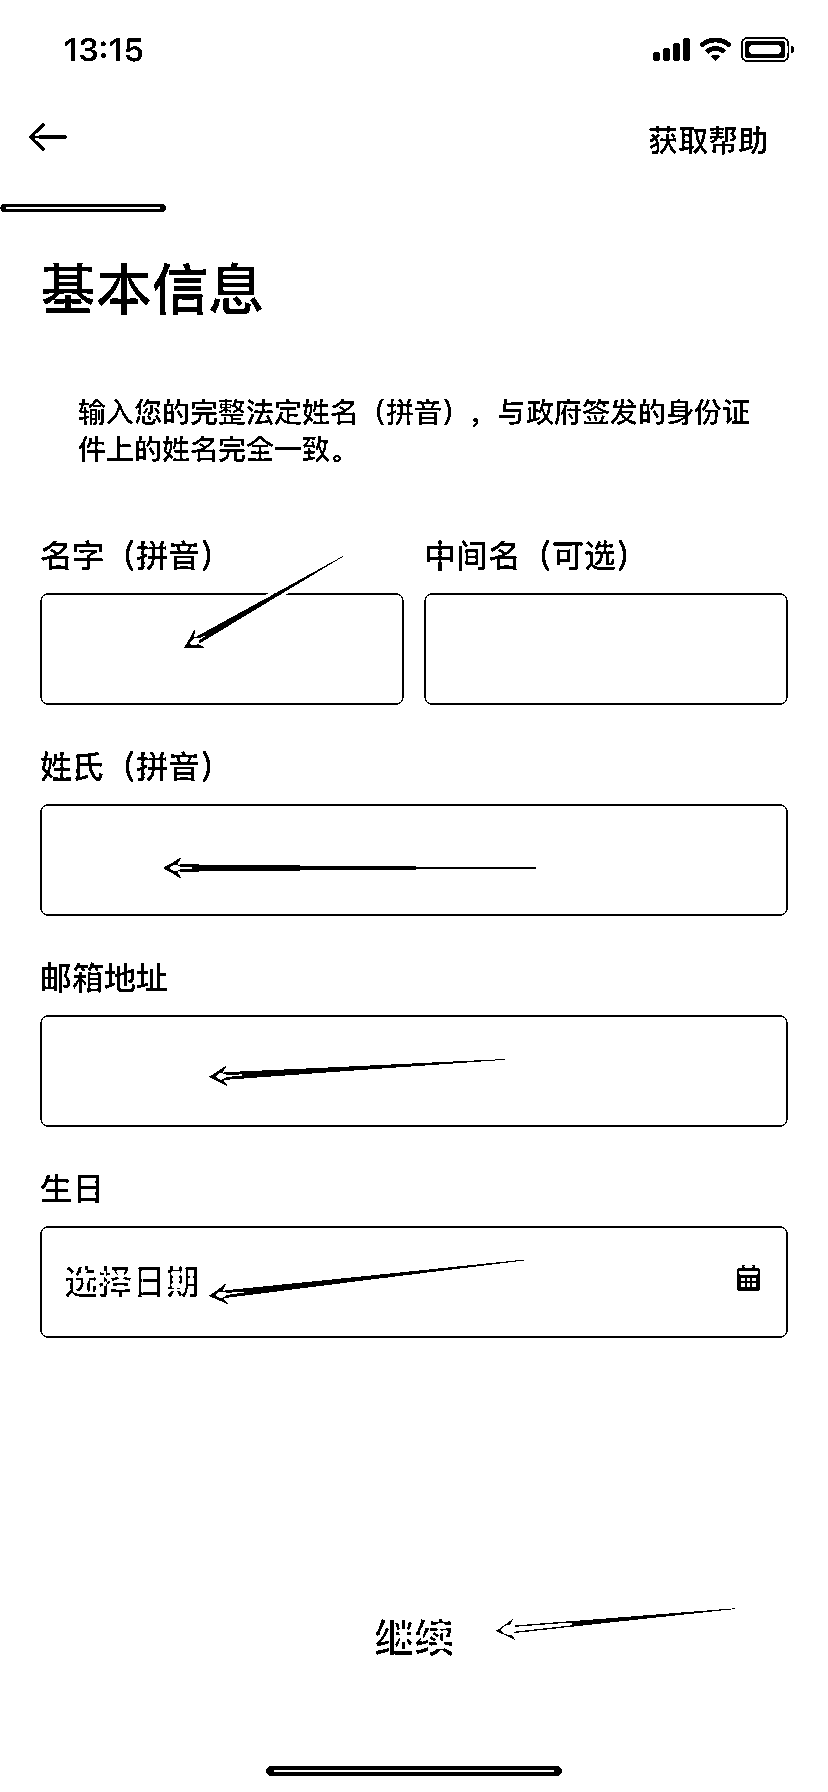 13:15
获取帮助
基本信息
输入您的完整法定姓名（拼音），与政府签发的身份证
件上的姓名完全一致。
名字（拼音）
中间名（可选）
姓氏（拼音）
邮箱地址
生日
选择日期
继续